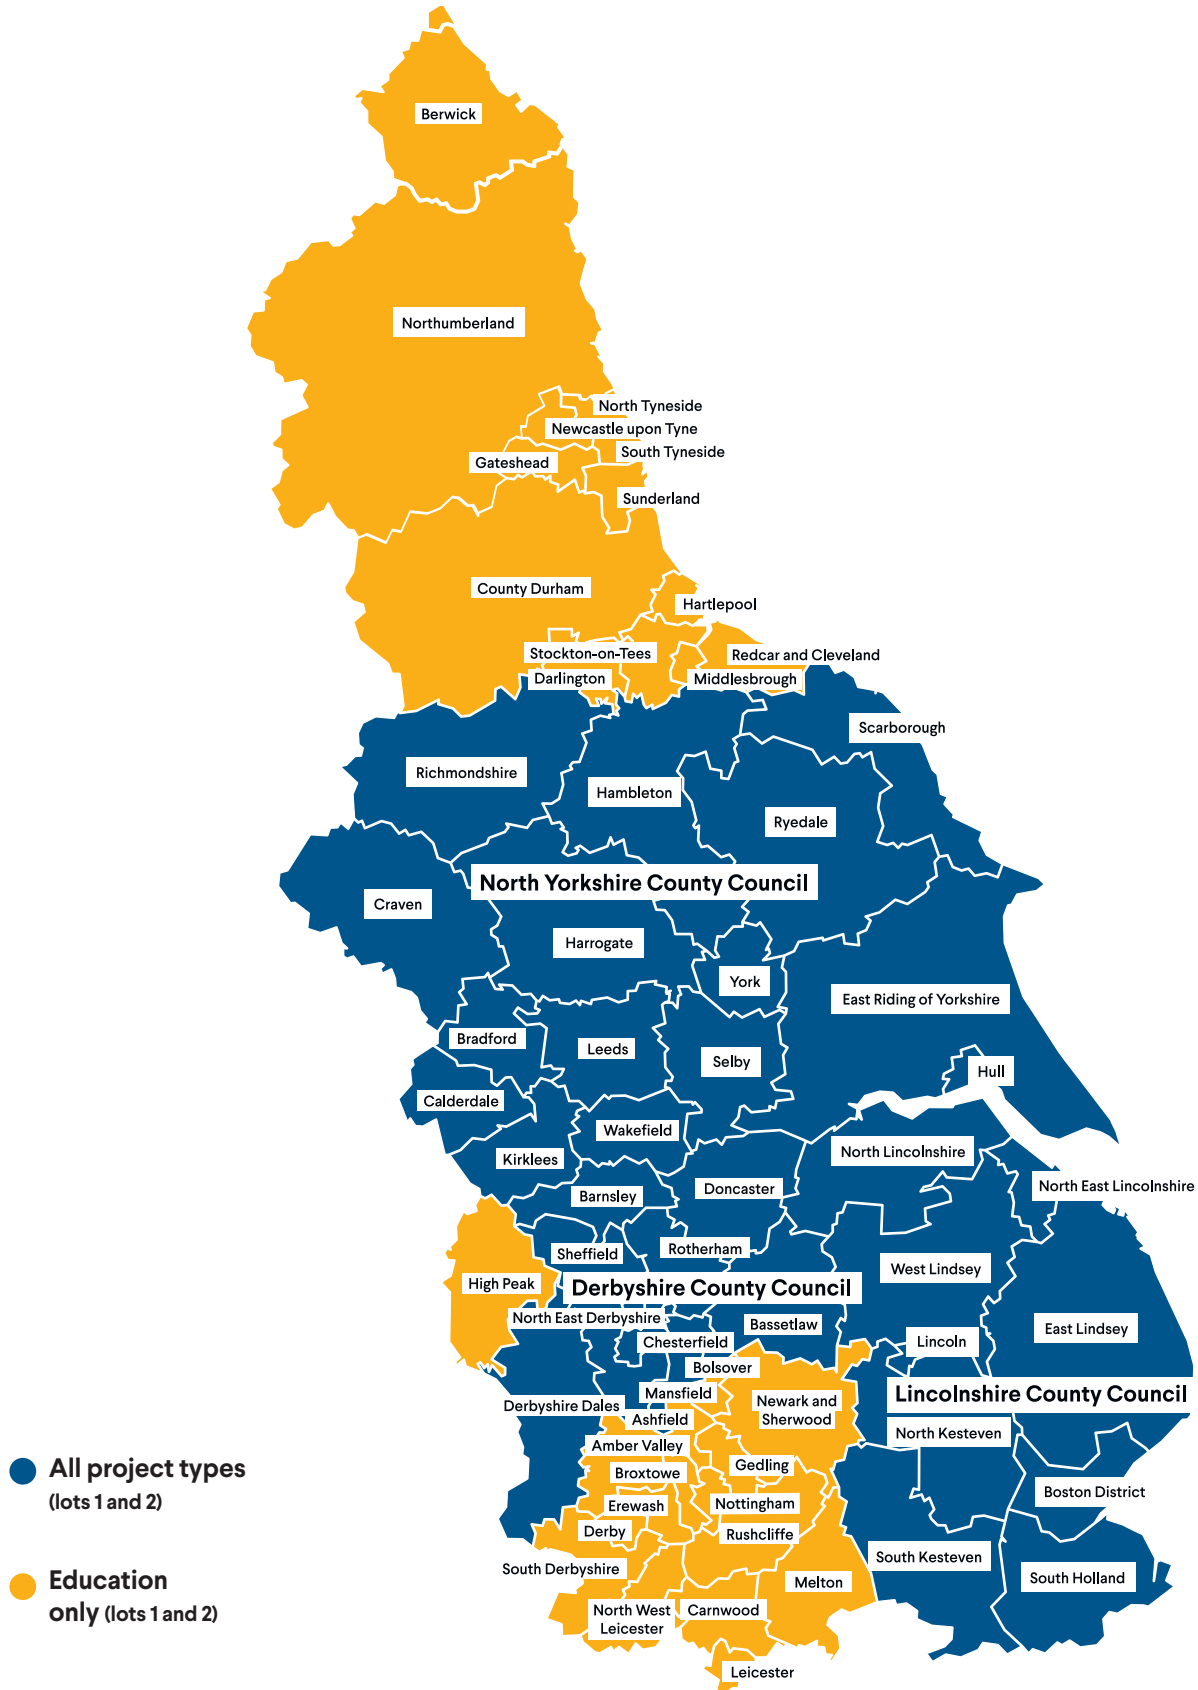 Berwick
Northumberland
North Tyneside
Newcastle upon Tyne
South Tyneside
Gateshead
Sunderland
County Durham
Hartlepool
Stockton-on-Tees
Redcar and Cleveland
Darlington
Middlesbrough
Scarborough
Richmondshire
Hambleton
Ryedale
North Yorkshire County Council
Craven
Harrogate
York
East Riding of Yorkshire
Bradford
Leeds
Selby
Hull
Calderdale
Wakefield
North Lincolnshire
Kirklees
Barnsley
Doncaster
North East Lincolnshire
Sheffield
Rotherham
West Lindsey
High Peak
Derbyshire County Council
North East Derbyshire
Bassetlaw
East Lindsey
Chesterfield
Lincoln
Bolsover
Mansfield
Lincolnshire County Council
Derbyshire Dales
Newark and
Sherwood
Ashfield
North Kesteven
Amber Valley
Gedling
Broxtowe
Boston District
Erewash
Nottingham
Derby
Rushcliffe
South Derbyshire
South Kesteven
Melton
South Holland
North West
Leicester
Carnwood
Leicester
All project types
(lots 1 and 2)
Education
only (lots 1 and 2)